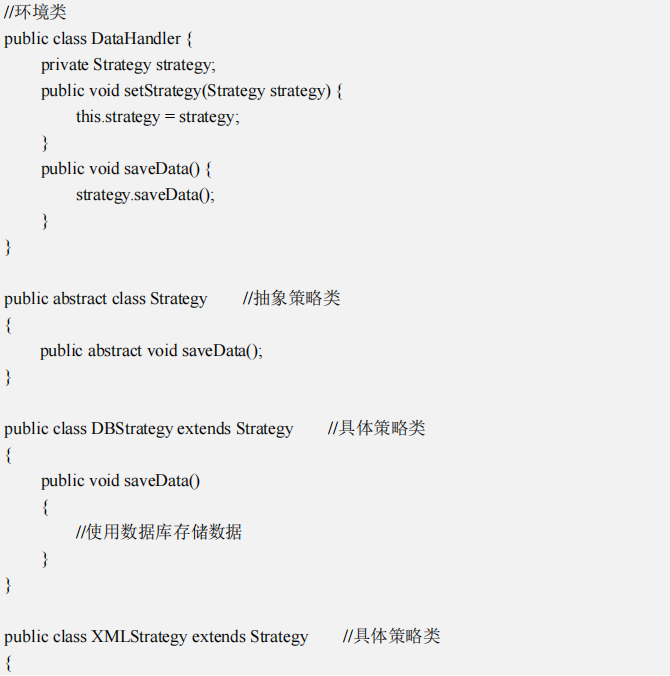 //环境类
public class DataHandler {
private Strategy strategy;
public void setStrategy(Strategy strategy) {
this.strategy = strategy;
}
public void saveData() {
strategy.saveData();
}
}
public abstract class Strategy //抽象策略类
{
public abstract void saveData();
}
public class DBStrategy extends Strategy //具体策略类
{
public void saveData()
{
//使用数据库存储数据
}
}
public class XMLStrategy extends Strategy //具体策略类
{